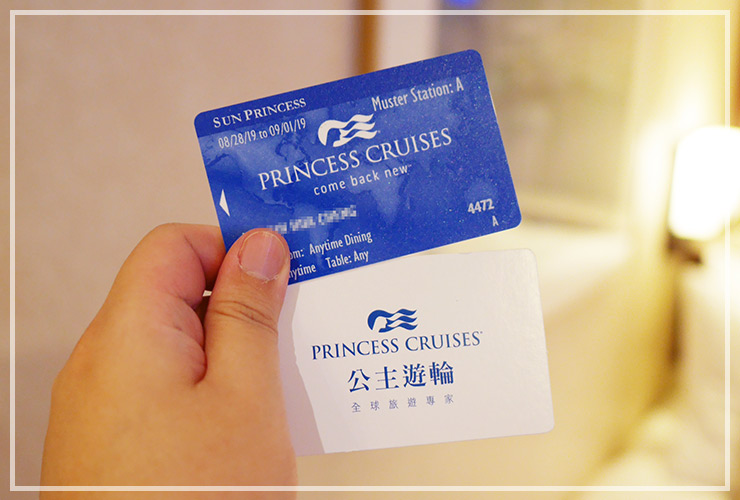 SUN PRINCESS
Muster Station: A
08/28/19 to 09/01/19
PRINCESS CRUISES
come back new
4472
A
Anytime Dining
Table: Any
PRINCESS CRUISES
公主遊輪
全球旅遊專家